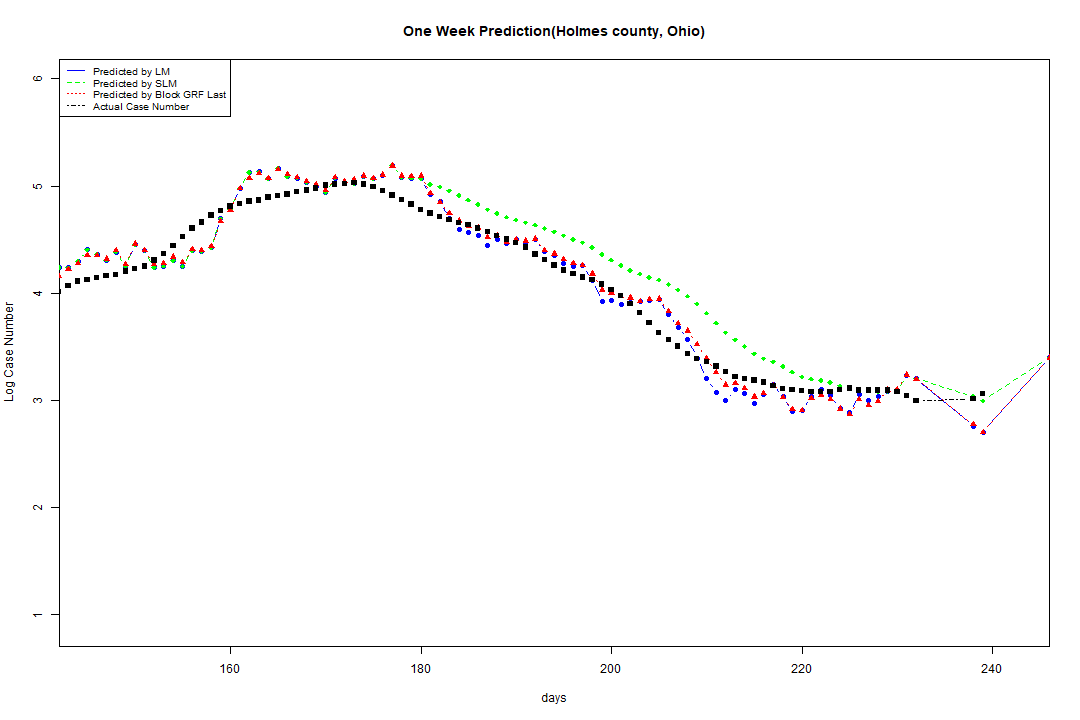 One Week Prediction(Holmes county, Ohio)
Predicted by LM
Predicted by SLM
Predicted by Block GRF Last
Actual Case Number
6
5
4
3
2
1
Log Case Number
160 180 200 220 240
days